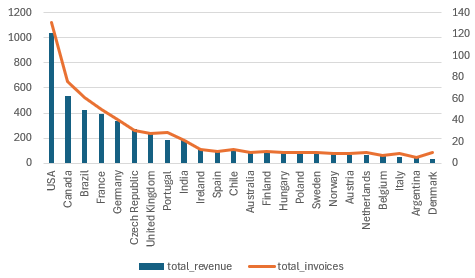 1200
1000
800
600
400
200
0
140
120
100
80
60
40
20
0
USA
Canada
Brazil
France
Germany
Czech Republic
United Kingdom
Portugal
India
Ireland
Spain
Chile
Australia
Finland
Hungary
Poland
Sweden
Norway
Austria
Netherlands
Belgium
Italy
Argentina
Denmark
total_revenue
total_invoices